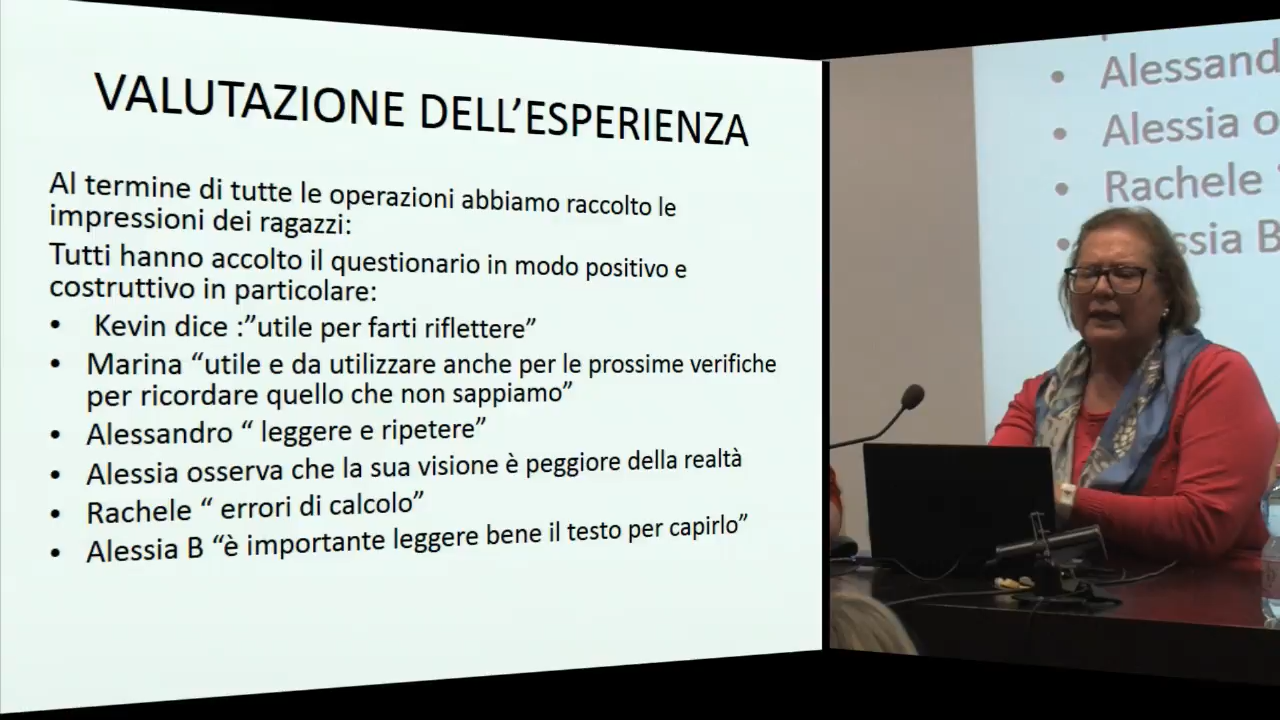 VALUTAZIONE DELL'ESPERIENZA
Al termine di tutte le operazioni abbiamo raccolto le
impressioni dei ragazzi:
Tutti hanno accolto il questionario in modo positivo e
costruttivo in particolare:
• Kevin dice :"utile per farti riflettere"
• Marina "utile e da utilizzare anche per le prossime verifiche
per ricordare quello che non sappiamo"
• Alessandro " leggere e ripetere"
• Alessia osserva che la sua visione è peggiore della realtà
• Rachele " errori di calcolo"
• Alessia B "è importante leggere bene il testo per capirlo"
• Alessand
• Alessia o
• Rachele "
• ssia B